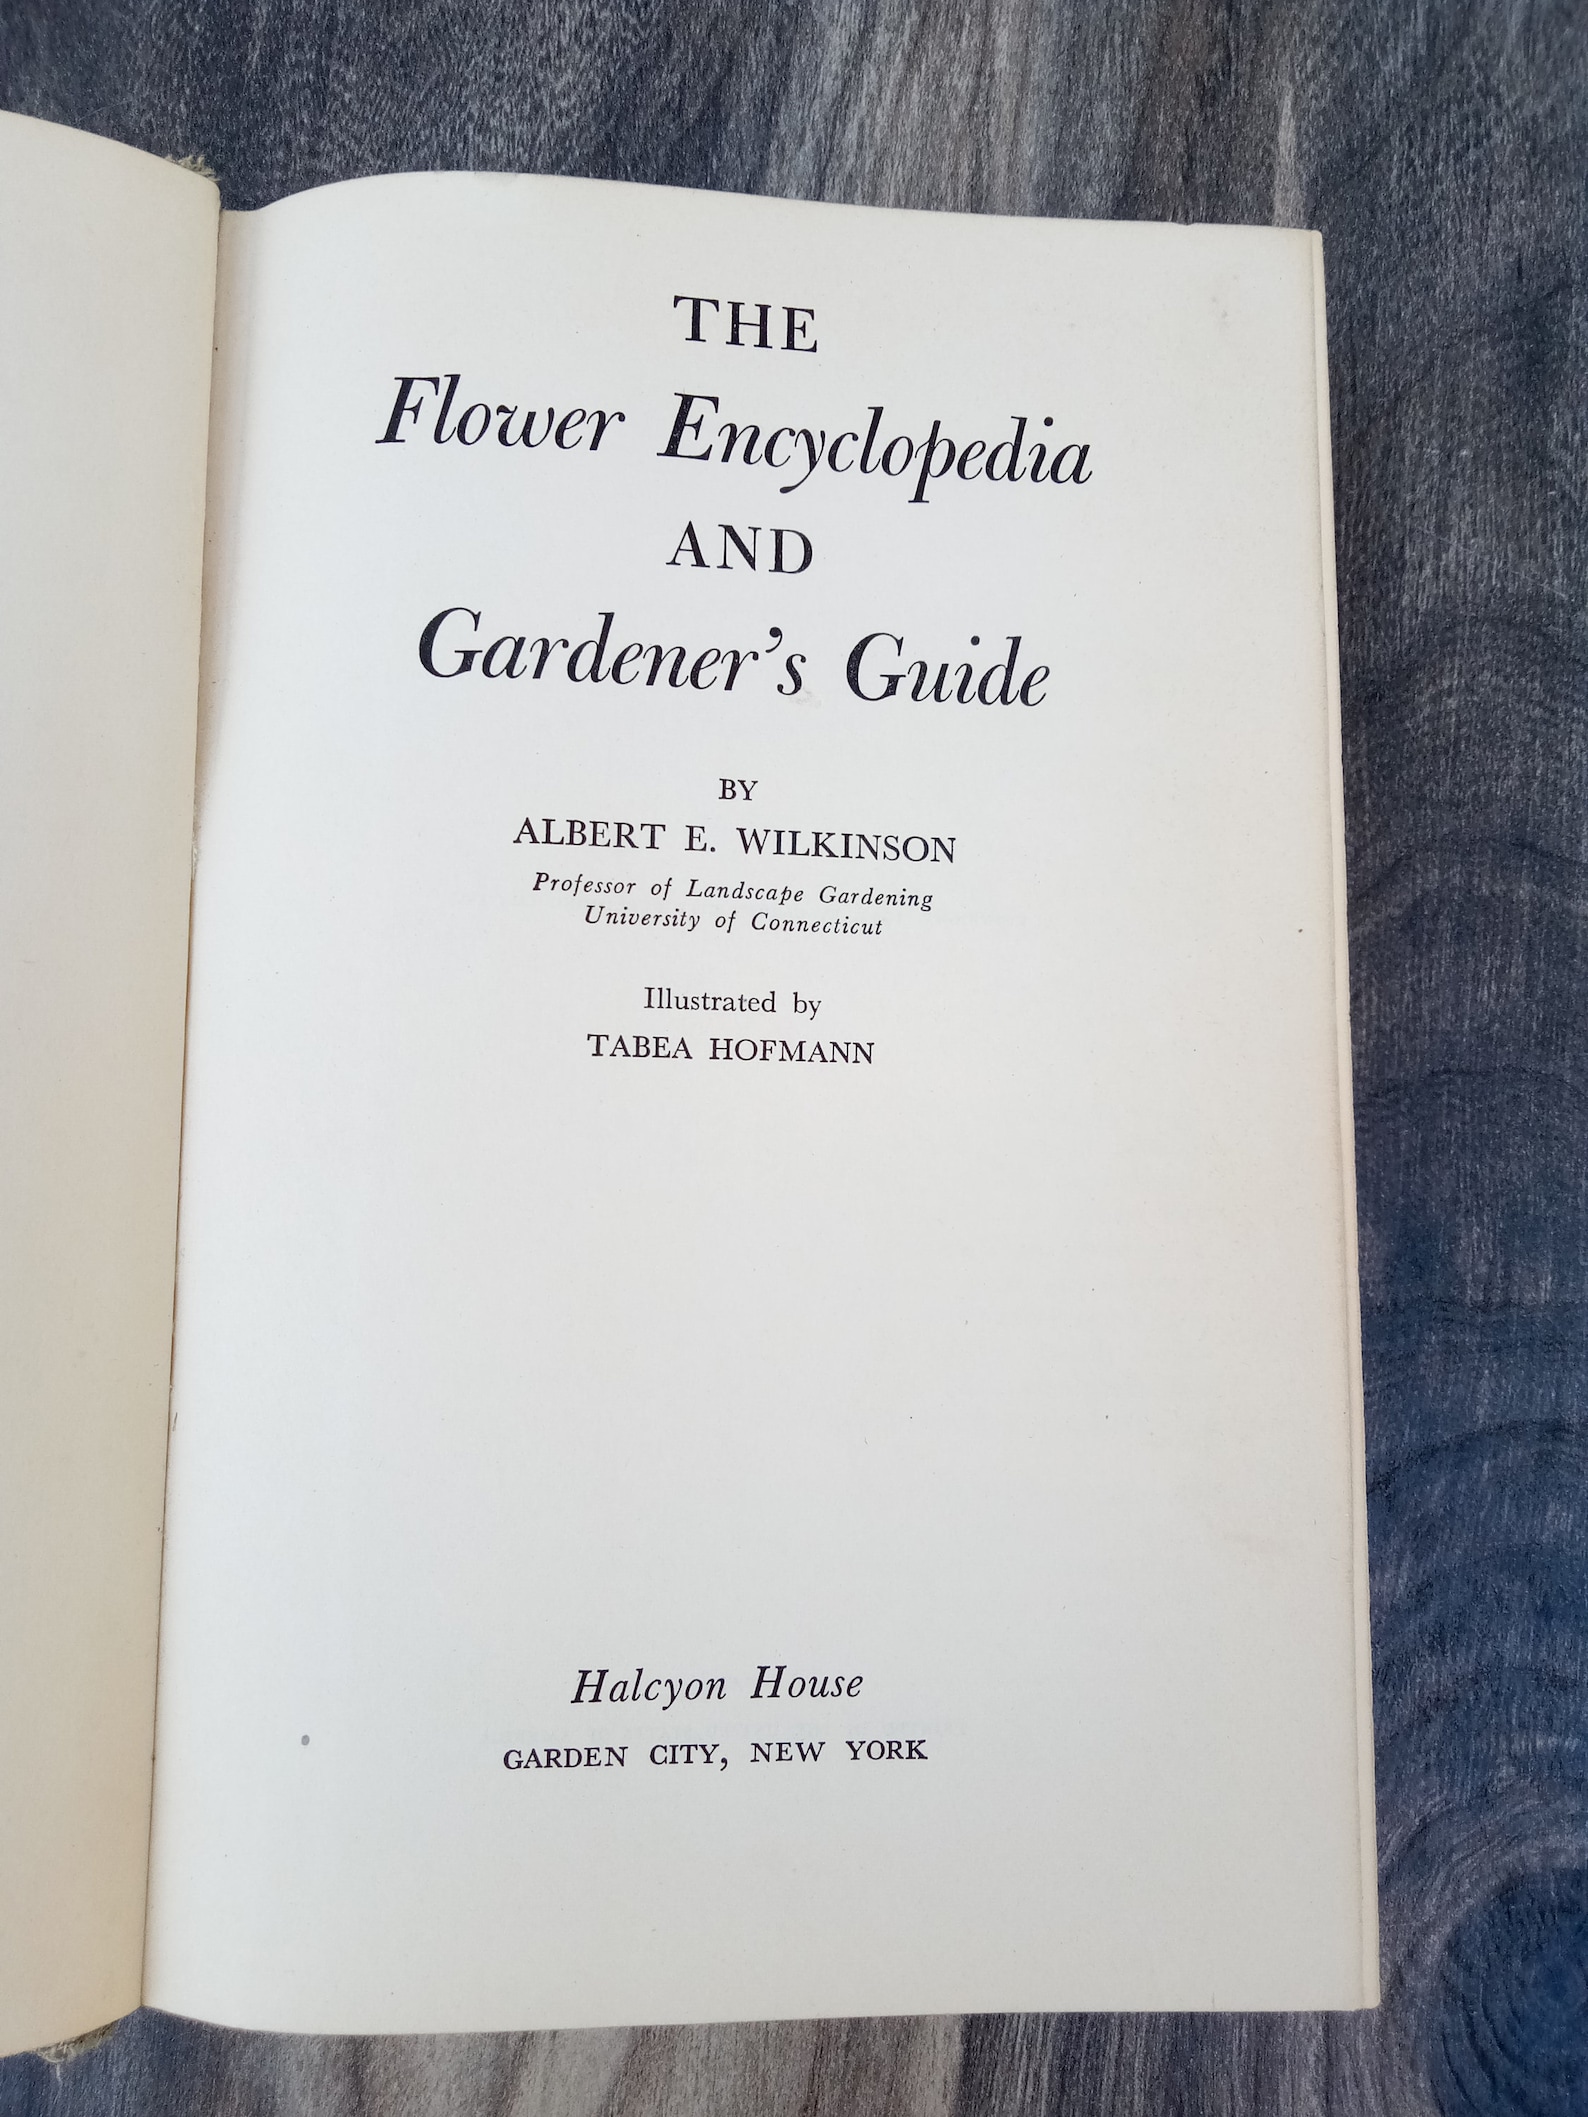 THE
Flower Encyclopedia
AND
Gardener's Guide
BY
ALBERT E. WILKINSON
Professor of Landscape Gardening
University of Connecticut
Illustrated by
TABEA HOFMANN
Halcyon House
GARDEN CITY, NEW YORK